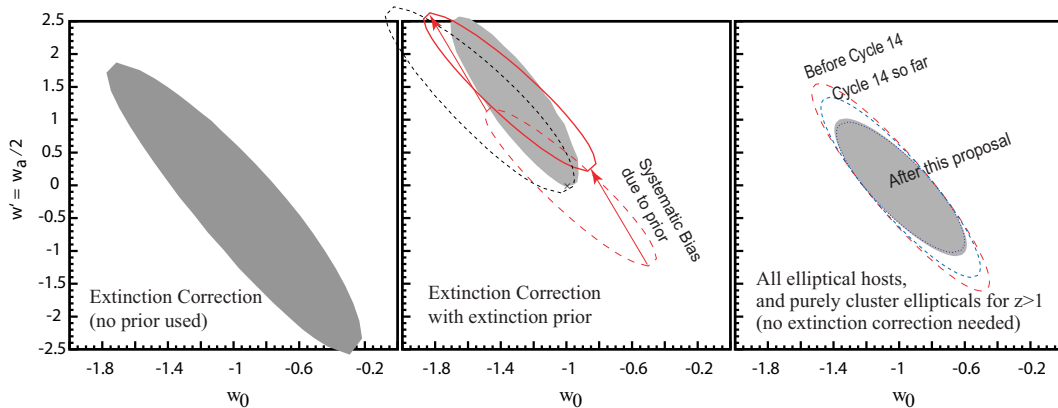 2.5
2
1.5
1
0.5
0
-0.5
-1
-1.5
-2
-2.5
w' = wa/2
Extinction Correction
(no prior used)
-1.8 -1.4 -1 -0.6 -0.2
w0
Systematic Bias
due to prior
Extinction Correction
with extinction prior
-1.8 -1.4 -1 -0.6 -0.2
w0
Before Cycle 14
Cycle 14 so far
After this proposal
All elliptical hosts,
and purely cluster ellipticals for z>1
(no extinction correction needed)
-1.8 -1.4 -1 -0.6 -0.2
w0